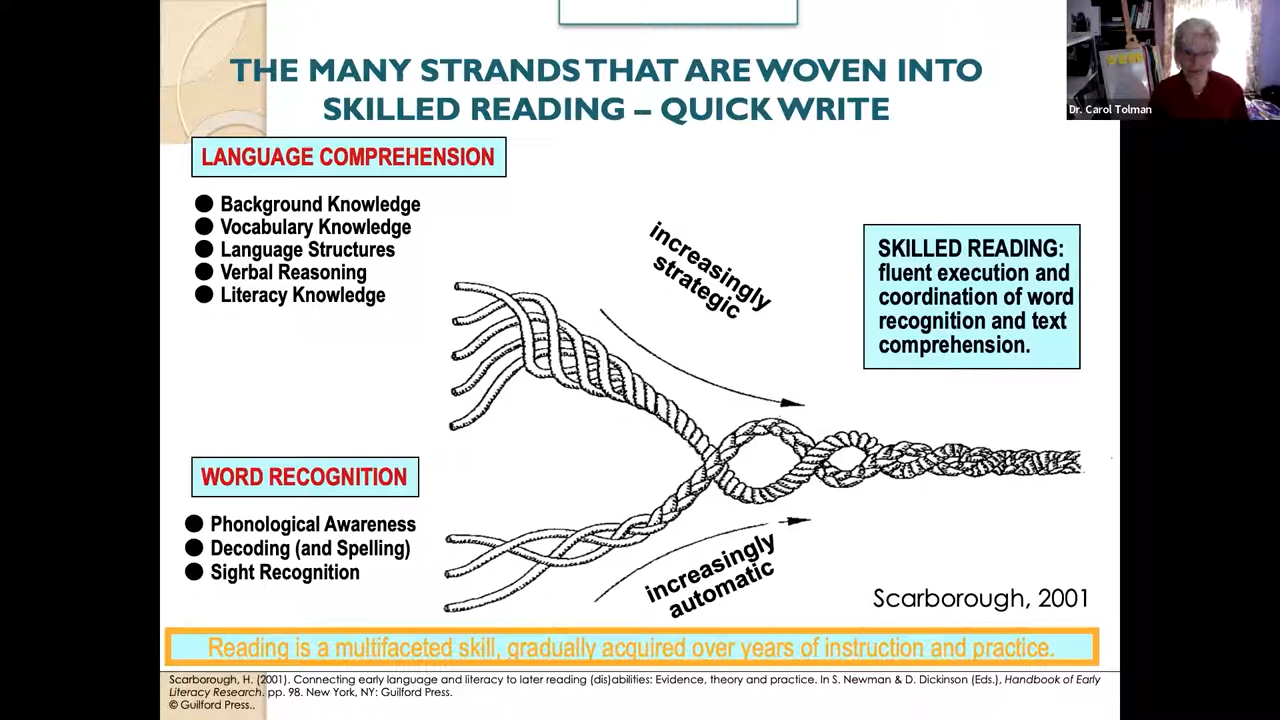 THE MANY STRANDS THAT ARE WOVEN INTO
SKILLED READING – QUICK WRITE
Dr. Carol Tolman
LANGUAGE COMPREHENSION
● Background Knowledge
● Vocabulary Knowledge
● Language Structures
● Verbal Reasoning
● Literacy Knowledge
increasingly
strategic
SKILLED READING:
fluent execution and
coordination of word
recognition and text
comprehension.
WORD RECOGNITION
● Phonological Awareness
● Decoding (and Spelling)
● Sight Recognition
increasingly
automatic
Scarborough, 2001
Reading is a multifaceted skill, gradually acquired over years of instruction and practice.
Scarborough, H. (2001). Connecting early language and literacy to later reading (dis)abilities: Evidence, theory and practice. In S. Newman & D. Dickinson (Eds.), Handbook of Early
Literacy Research. pp. 98. New York, NY: Guilford Press.
© Guilford Press..